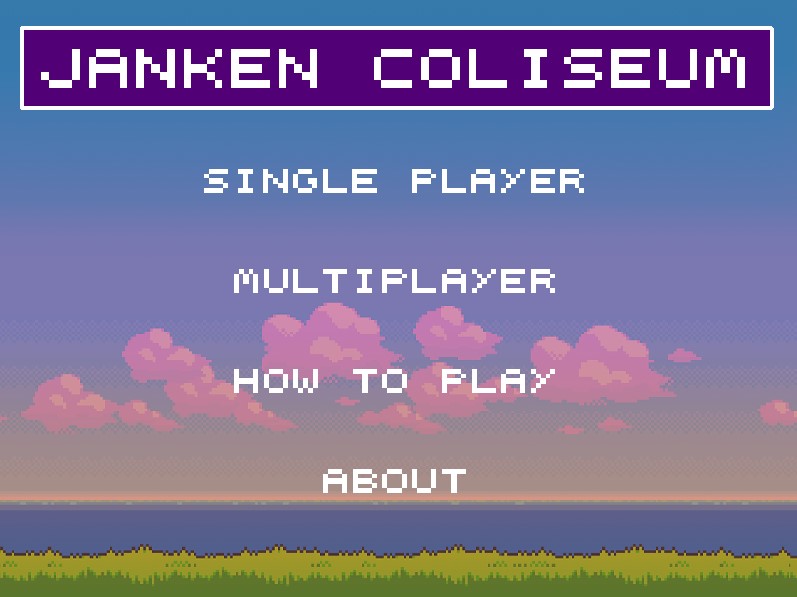 JANKEN COLISEUM
SINGLE PLAYER
MULTIPLAYER
HOW TO PLAY
ABOUT